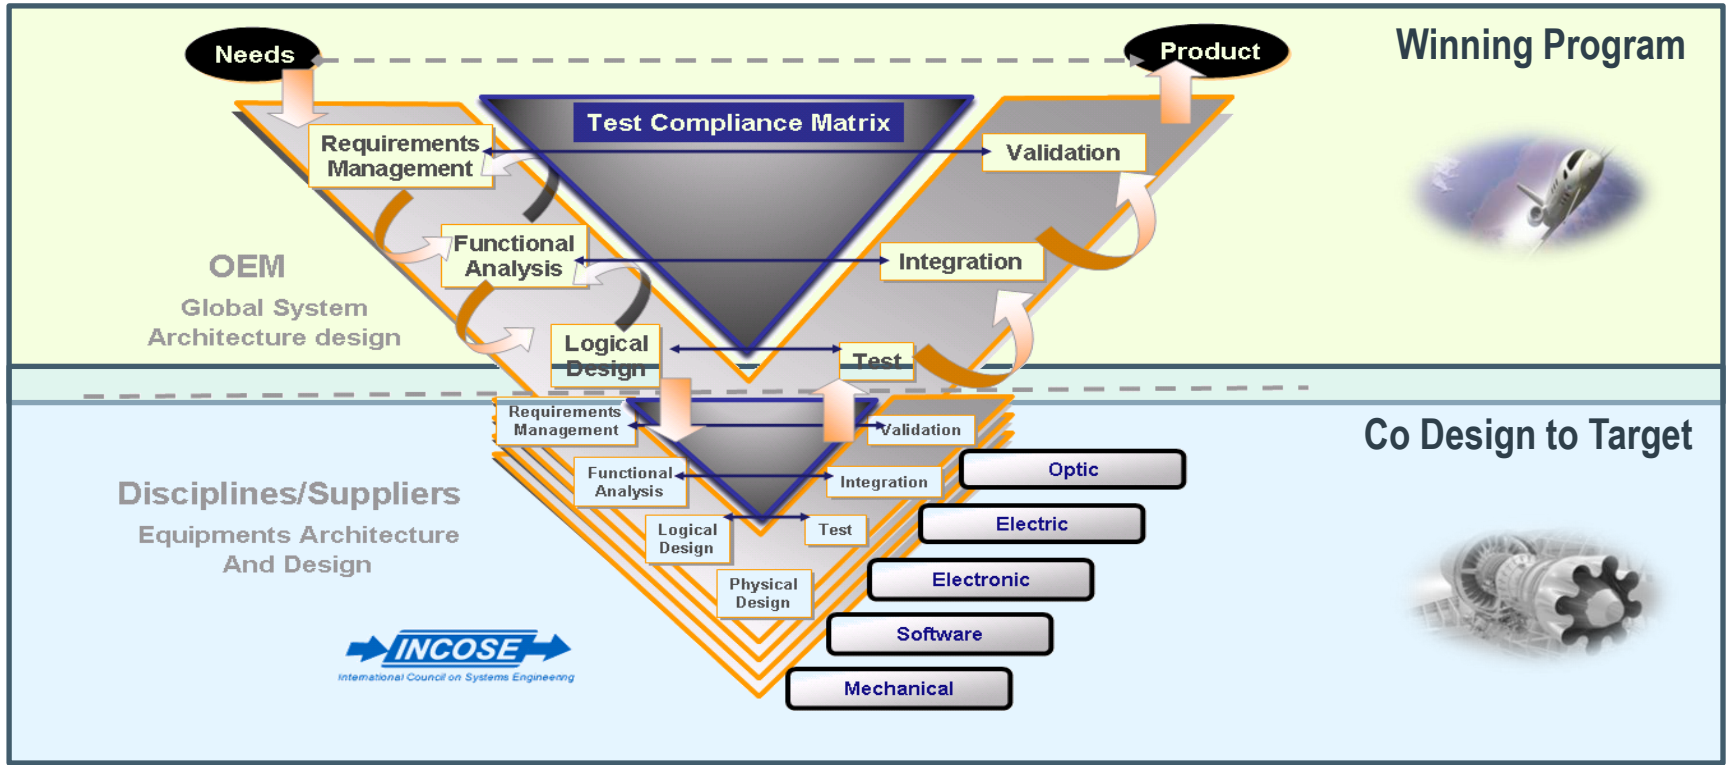 Needs
Product
Winning Program
Test Compliance Matrix
Requirements
Management
Validation
Functional
Analysis
Integration
OEM
Global System
Architecture design
Logical
Design
Test
Requirements
Management
Validation
Co Design to Target
Functional
Analysis
Integration
Optic
Disciplines/Suppliers
Equipments Architecture
And Design
Logical
Design
Test
Electric
Physical
Design
Electronic
Software
INCOSE
International Council on Systems Engineering
Mechanical